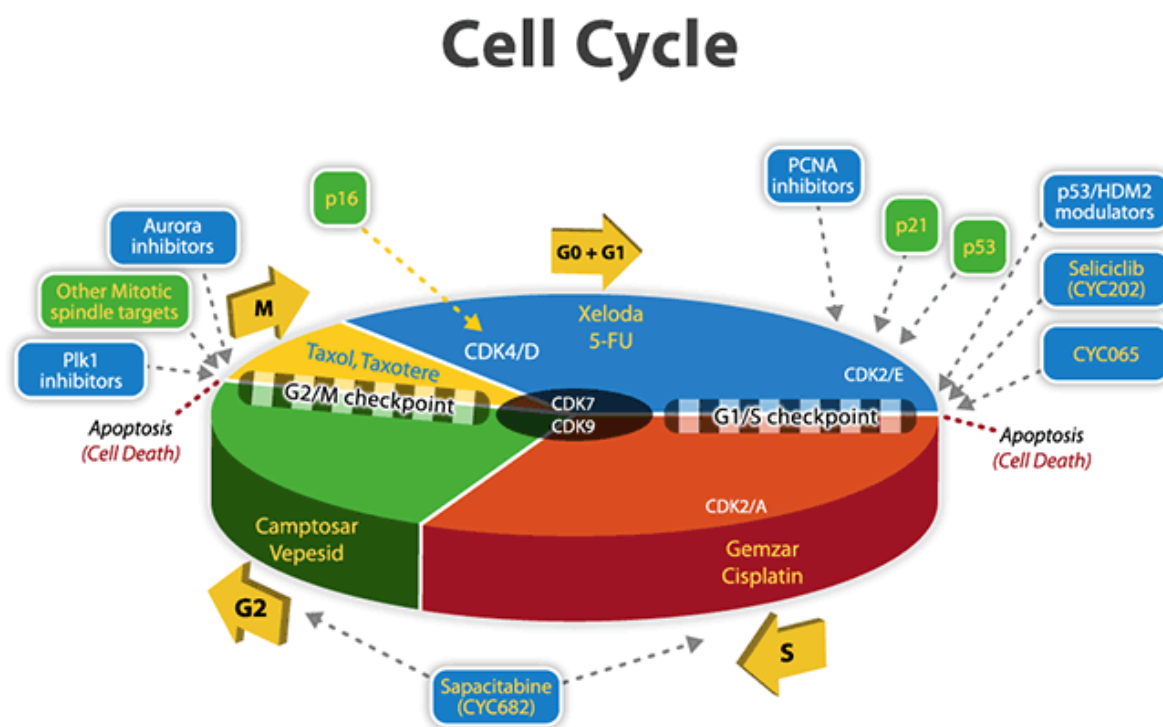 Cell Cycle
PCNA
inhibitors
p16
p53/HDM2
modulators
p21
Aurora
inhibitors
p53
G0 + G1
Seliciclib
(CYC202)
Other Mitotic
spindle targets
M
Xeloda
5-FU
CDK4/D
Plk1
inhibitors
Taxol, Taxotere
CYC065
CDK2/E
G2/M checkpoint
CDK7
CDK9
G1/S checkpoint
Apoptosis
(Cell Death)
Apoptosis
(Cell Death)
CDK2/A
Camptosar
Vepesid
Gemzar
Cisplatin
G2
S
Sapacitabine
(CYC682)